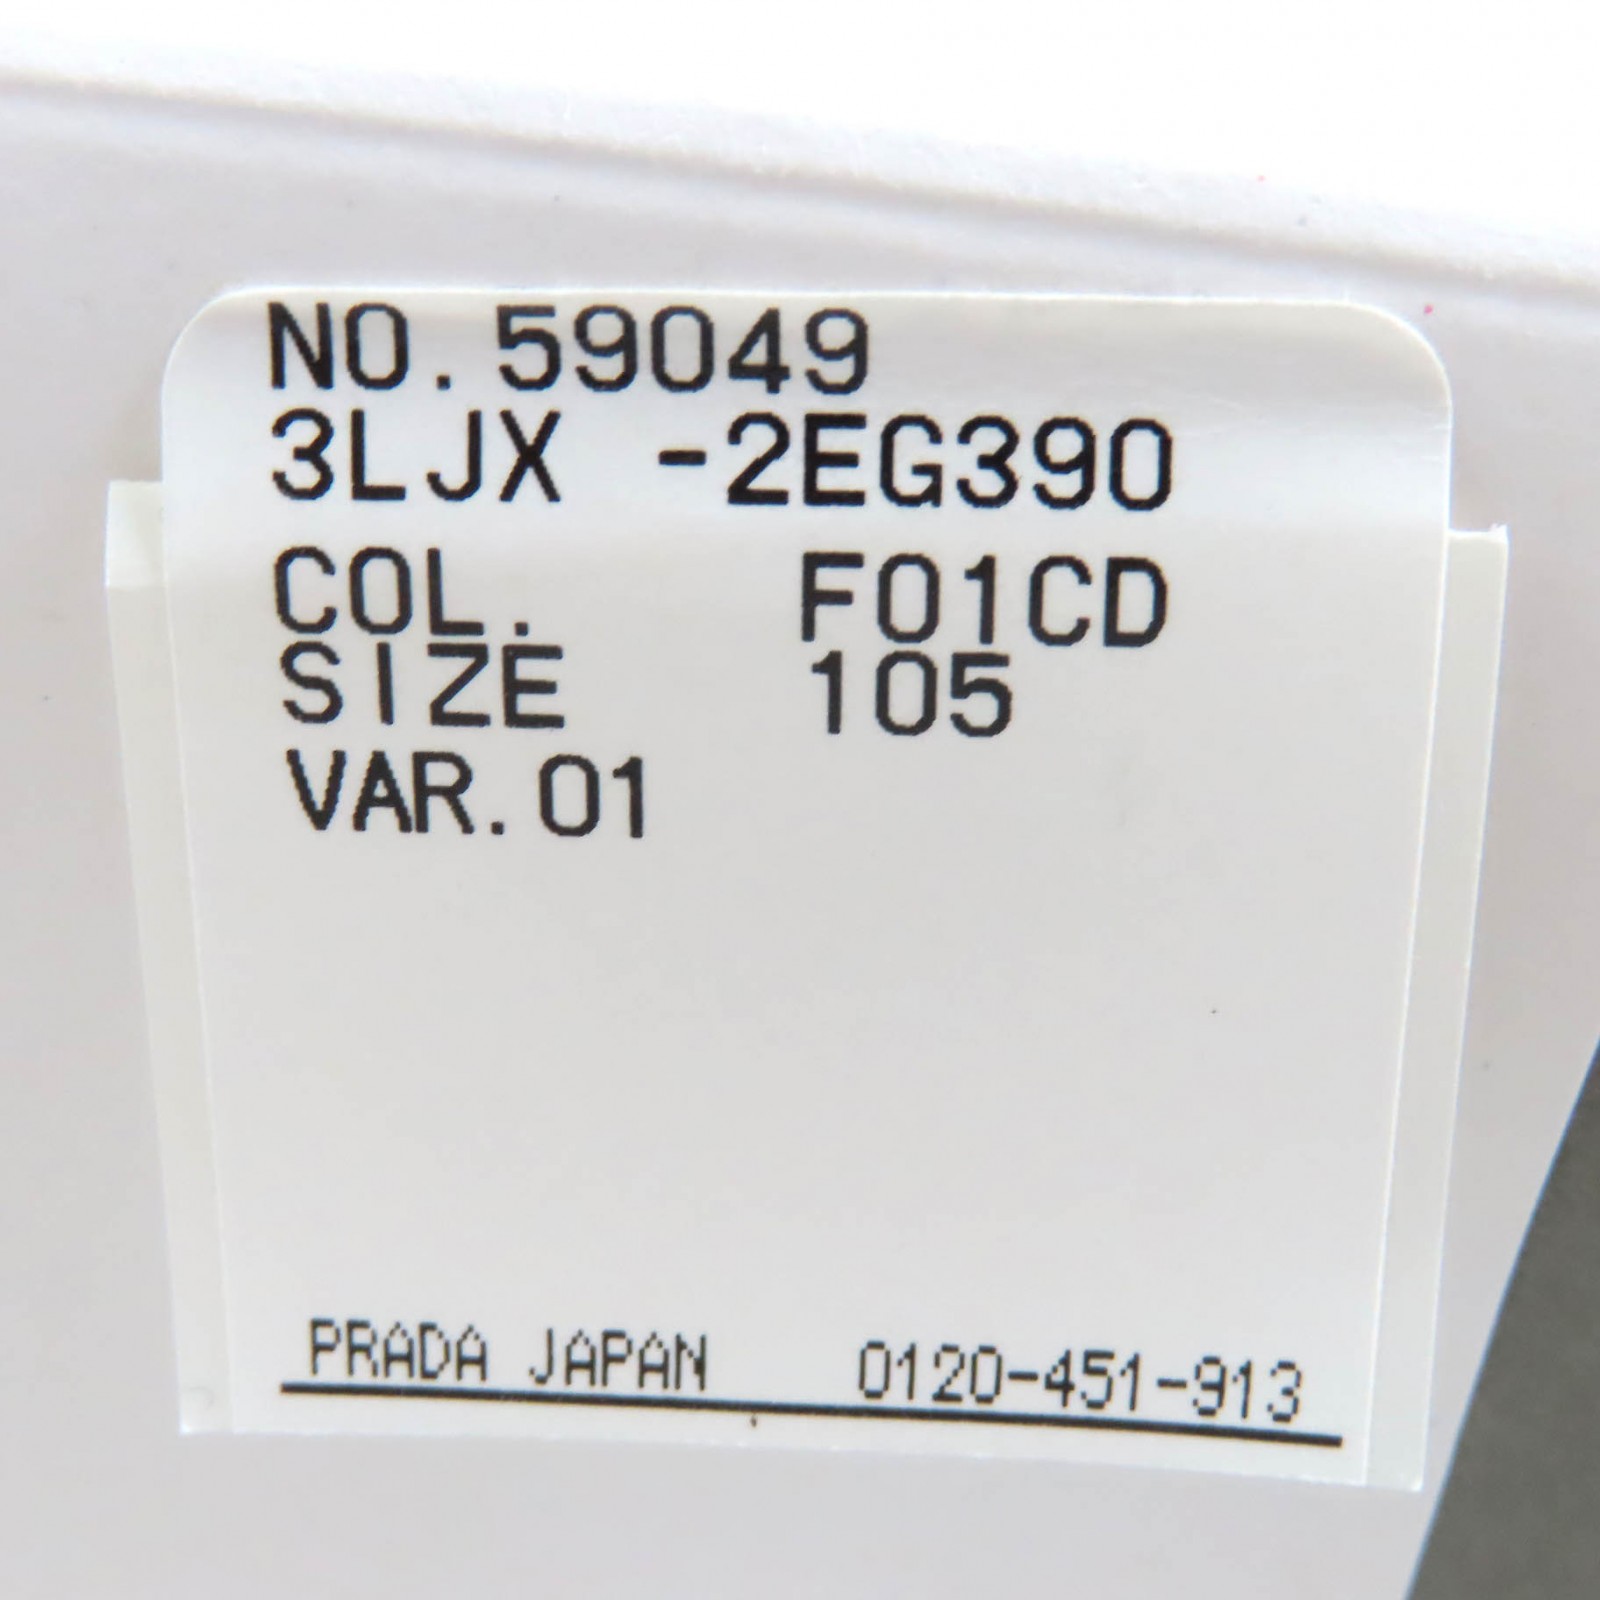 NO.59049
3LJX -2EG390
COL. F01CD
SIZE 105
VAR.01
PRADA JAPAN 0120-451-913